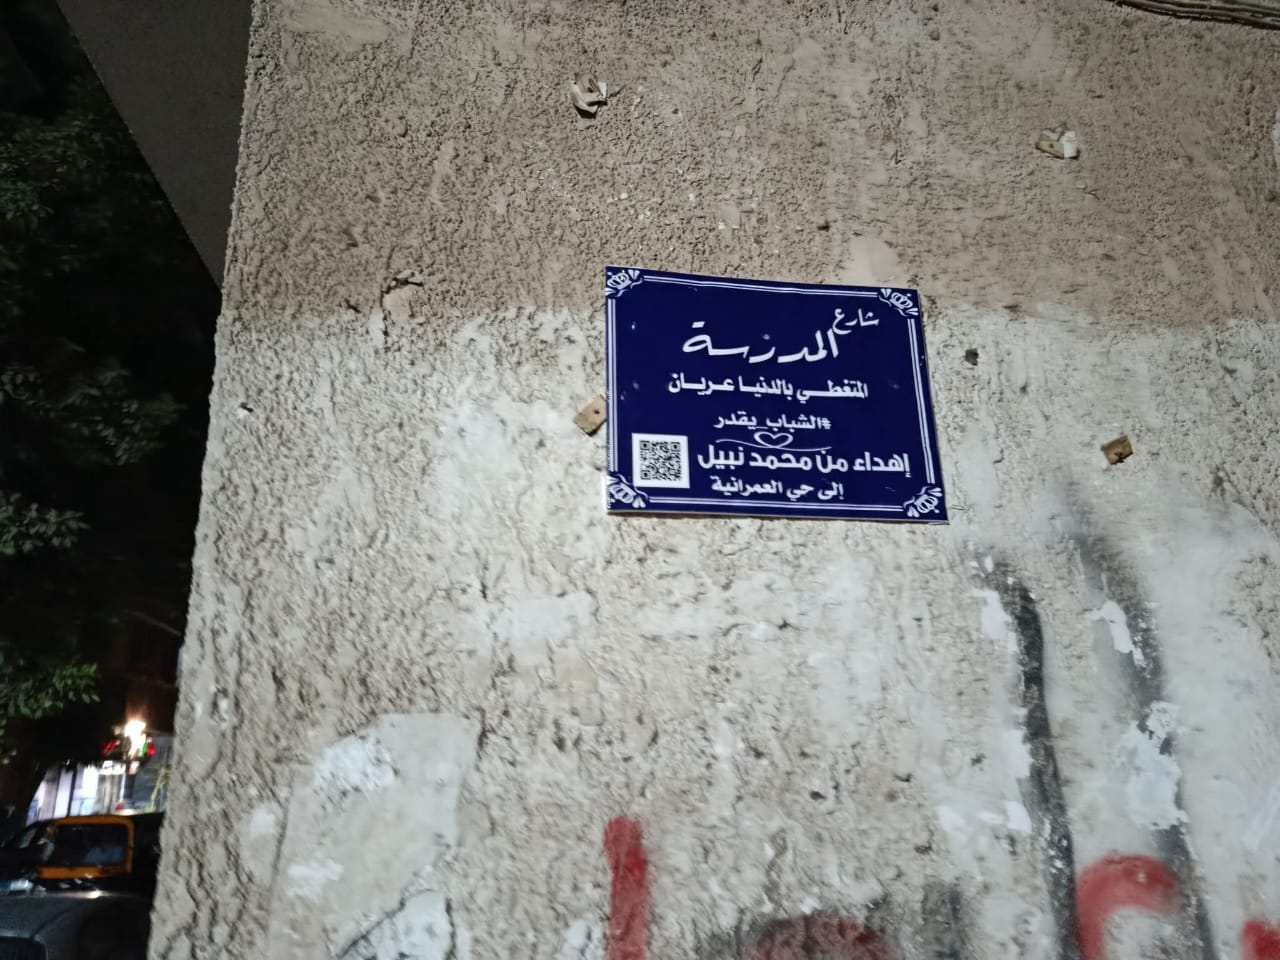 شارع
المدرسة
المتغطي بالدنيا عريان
#الشباب_يقدر
إهداء من محمد نبيل
إلى حي العمرانية